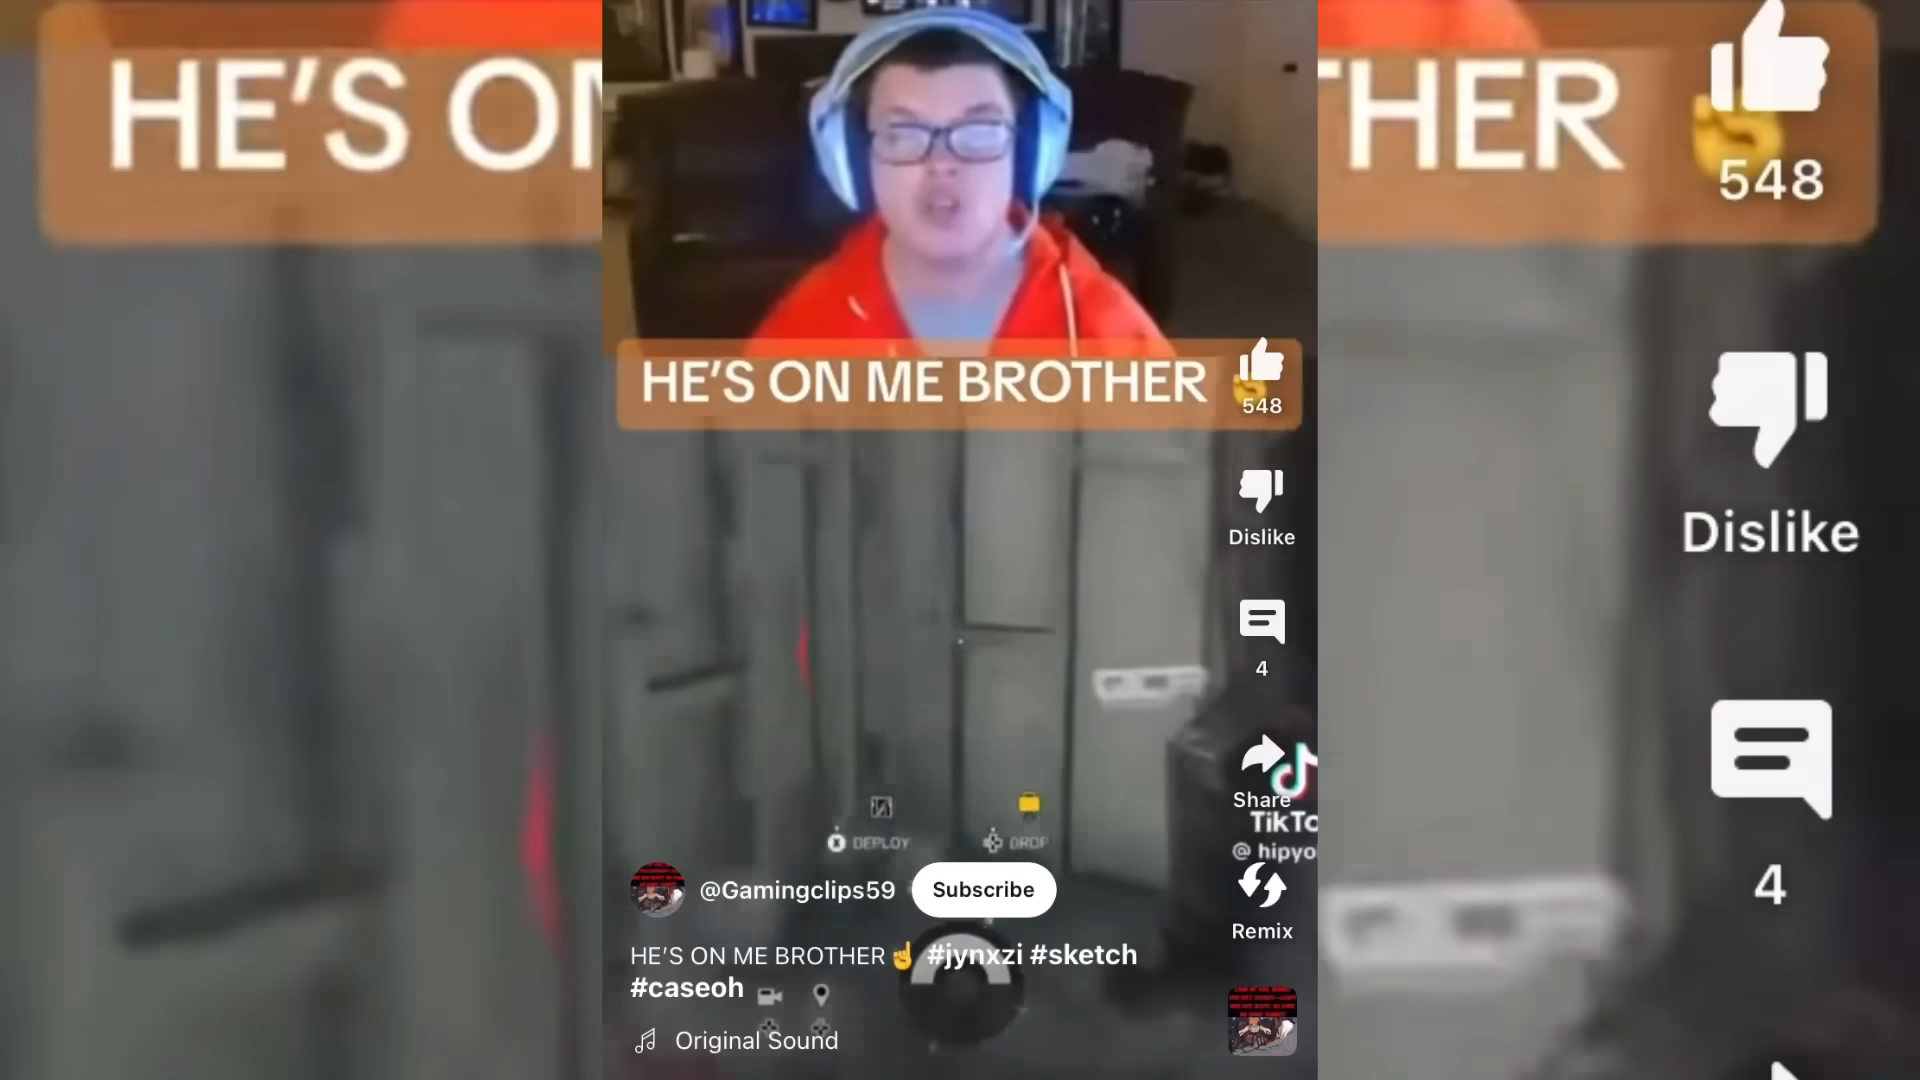 HE'S ON
THER
548
HE'S ON ME BROTHER
548
Dislike
Dislike
4
4
Share
TikTo
@ hipyo
DEPLOY
DROP
@Gamingclips59
Subscribe
Remix
HE'S ON ME BROTHER☝️ #jynxzi #sketch
#caseoh
Original Sound